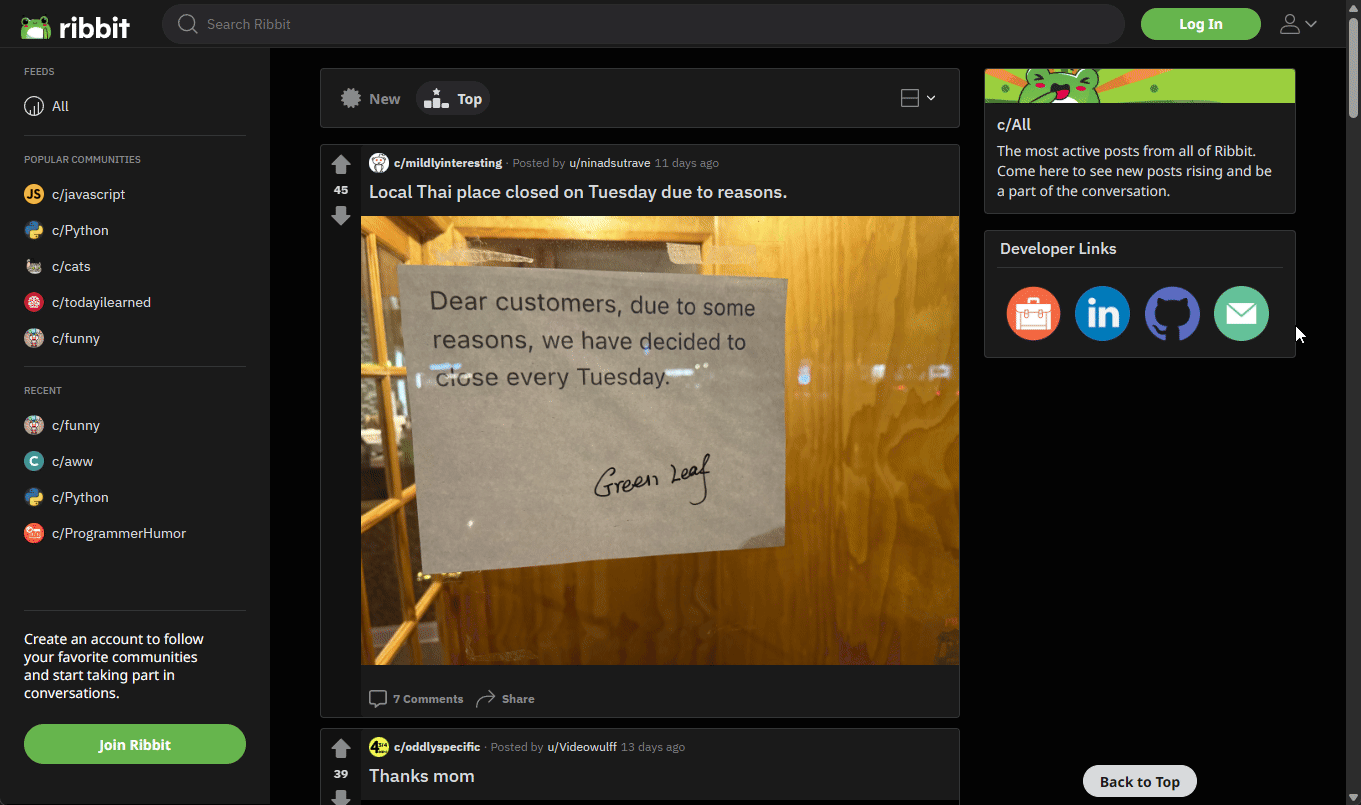 ribbit
Search Ribbit
Log In
FEEDS
All
POPULAR COMMUNITIES
JS c/javascript
c/Python
c/cats
c/todayilearned
c/funny
RECENT
c/funny
C c/aww
c/Python
c/ProgrammerHumor
Create an account to follow
your favorite communities
and start taking part in
conversations.
Join Ribbit
New
Top
45
c/mildlyinteresting · Posted by u/ninadsutrave 11 days ago
Local Thai place closed on Tuesday due to reasons.
Dear customers, due to some
reasons, we have decided to
close every Tuesday.
Green Leaf
7 Comments
Share
39
c/oddlyspecific · Posted by u/Videowulff 13 days ago
Thanks mom
c/All
The most active posts from all of Ribbit.
Come here to see new posts rising and be
a part of the conversation.
Developer Links
in
Back to Top